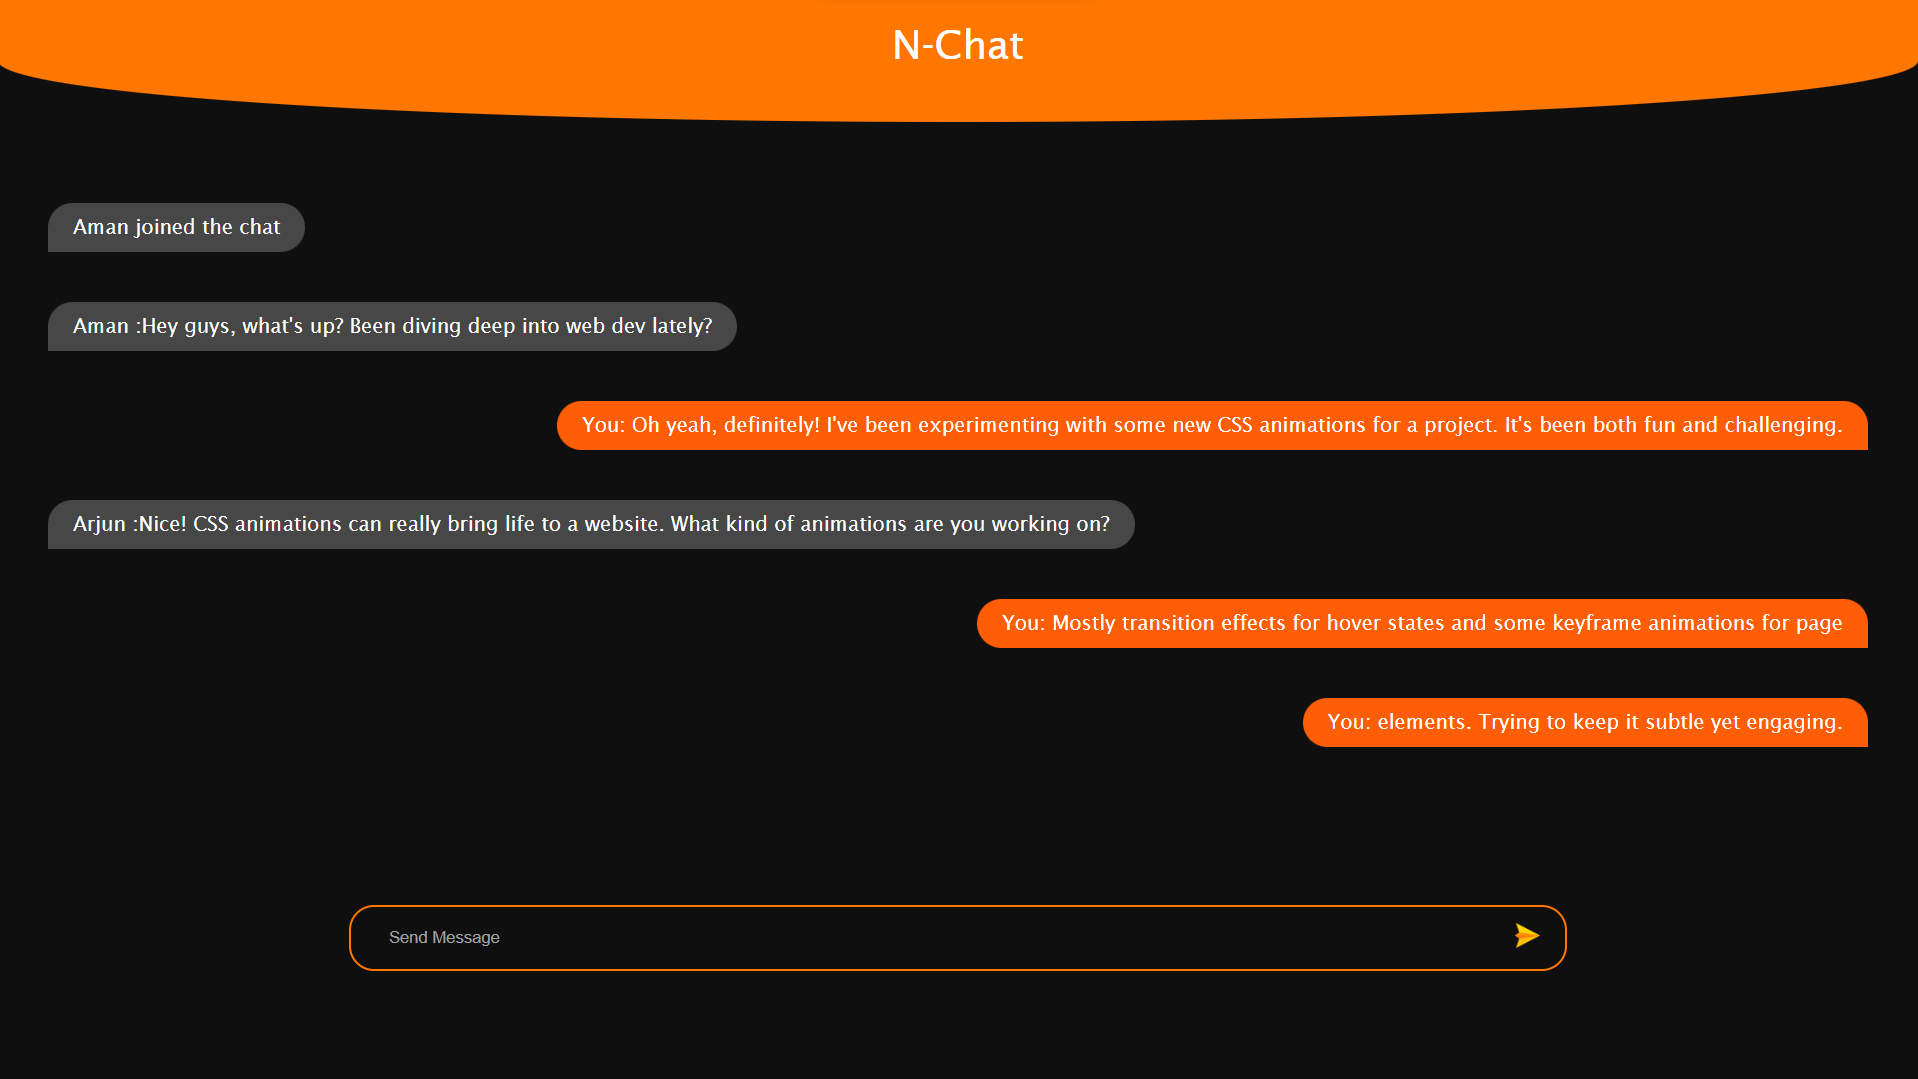 N-Chat
Aman joined the chat
Aman :Hey guys, what's up? Been diving deep into web dev lately?
You: Oh yeah, definitely! I've been experimenting with some new CSS animations for a project. It's been both fun and challenging.
Arjun :Nice! CSS animations can really bring life to a website. What kind of animations are you working on?
You: Mostly transition effects for hover states and some keyframe animations for page
You: elements. Trying to keep it subtle yet engaging.
Send Message